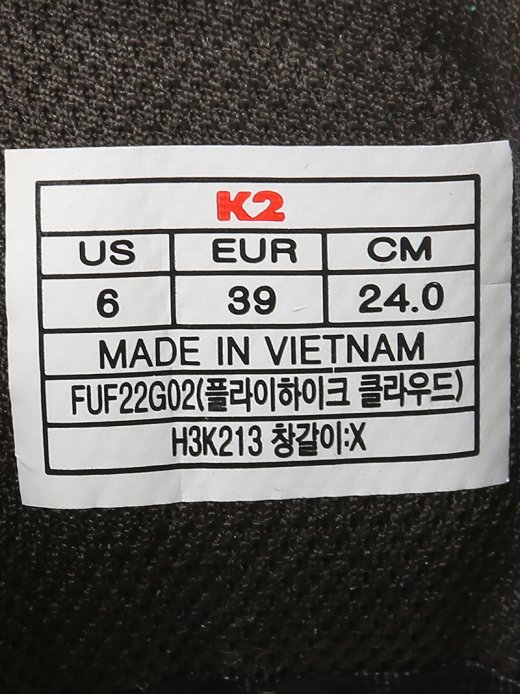 K2
US EUR CM
6 39 24.0
MADE IN VIETNAM
FUF22G02(플라이하이크 클라우드)
H3K213 창갈이:X